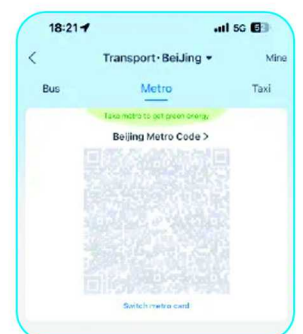 18:21 5G 53
Transport·BeiJing Mine
Bus Metro Taxi
Take metro to get green energy
Beijing Metro Code >
Switch metro card